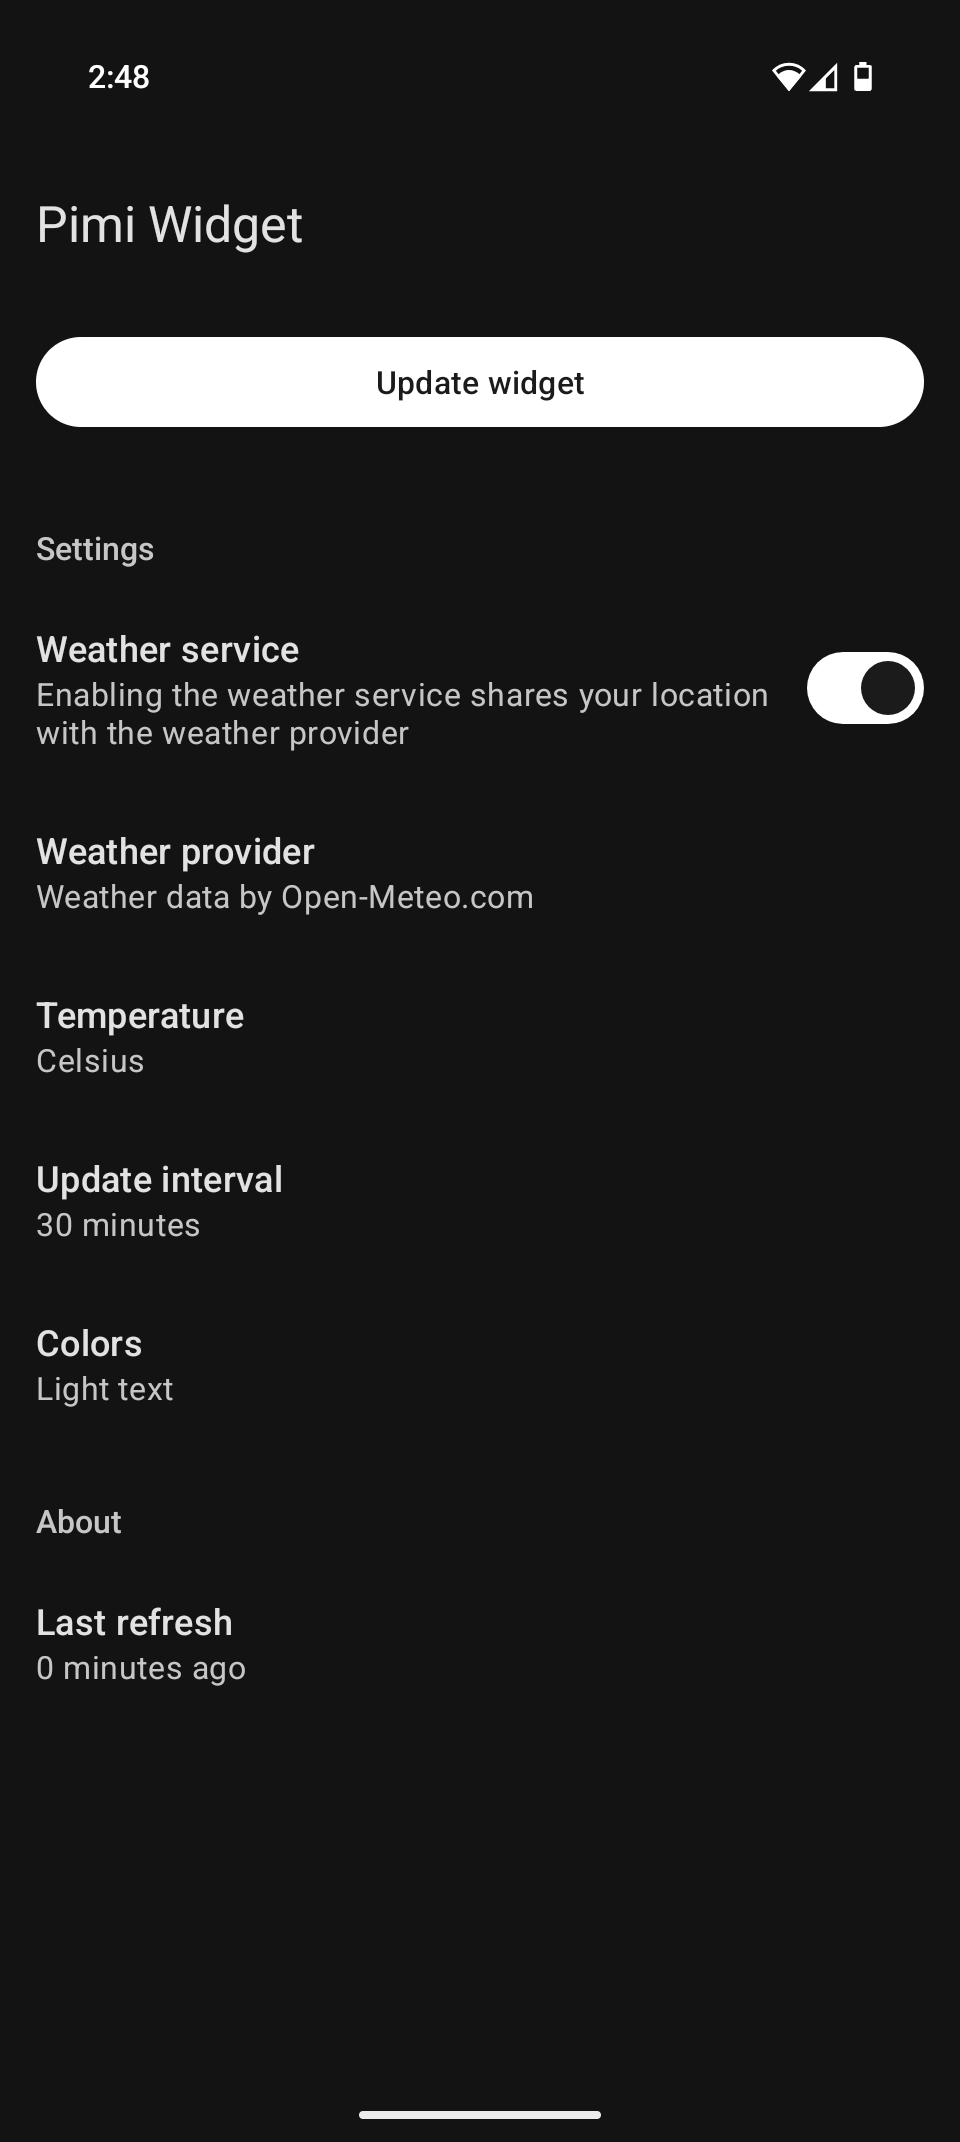 2:48
Pimi Widget
Update widget
Settings
Weather service
Enabling the weather service shares your location
with the weather provider
Weather provider
Weather data by Open-Meteo.com
Temperature
Celsius
Update interval
30 minutes
Colors
Light text
About
Last refresh
0 minutes ago